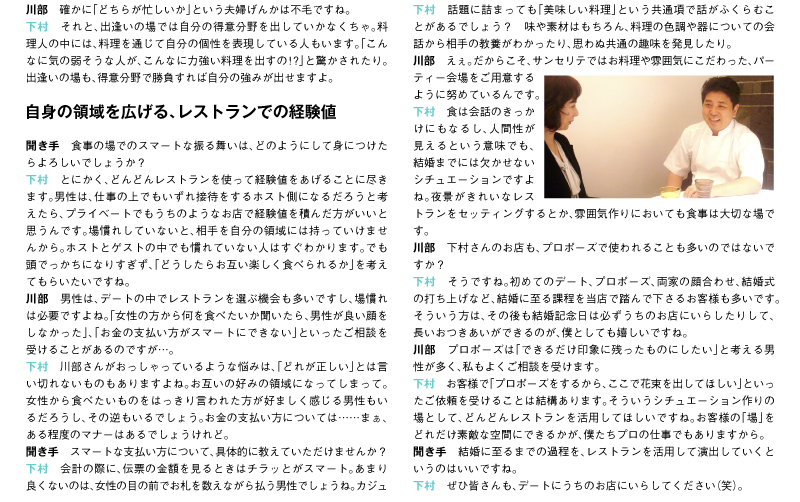 川部　確かに「どちらが忙しいか」という夫婦げんかは不毛ですね。
下村　それと、出逢いの場では自分の得意分野を出していかなくちゃ。料
理人の中には、料理を通じて自分の個性を表現している人もいます。「こん
なに気の弱そうな人が、こんなに力強い料理を出すの!?」と驚かされたり。
出逢いの場も、得意分野で勝負すれば自分の強みが出せますよ。
自身の領域を広げる、レストランでの経験値
聞き手　食事の場でのスマートな振る舞いは、どのようにして身につけた
らよろしいでしょうか？
下村　とにかく、どんどんレストランを使って経験値をあげることに尽き
ます。男性は、仕事の上でもいずれ接待をするホスト側になるだろうと考
えたら、プライベートでもうちのようなお店で経験値を積んだ方がいいと
思うんです。場慣れしていないと、相手を自分の領域には持っていけませ
んから。ホストとゲストの中でも慣れていない人はすぐわかります。でも
頭でっかちになりすぎず、「どうしたらお互い楽しく食べられるか」を考え
てもらいたいですね。
川部　男性は、デートの中でレストランを選ぶ機会も多いですし、場慣れ
は必要ですよね。「女性の方から何を食べたいか聞いたら、男性が良い顔を
しなかった」、「お金の支払い方がスマートにできない」といったご相談を
受けることがあるのですが…。
下村　川部さんがおっしゃっているような悩みは、「どれが正しい」とは言
い切れないものもありますよね。お互いの好みの領域になってしまって。
女性から食べたいものをはっきり言われた方が好ましく感じる男性もい
るだろうし、その逆もいるでしょう。お金の支払い方については……まぁ、
ある程度のマナーはあるでしょうけれど。
聞き手　スマートな支払い方について、具体的に教えていただけませんか？
下村　会計の際に、伝票の金額を見るときはチラッとがスマート。あまり
良くないのは、女性の目の前でお札を数えながら払う男性でしょうね。カジュ
下村　話題に詰まっても「美味しい料理」という共通項で話がふくらむこ
とがあるでしょう？　味や素材はもちろん、料理の色調や器についての会
話から相手の教養がわかったり、思わぬ共通の趣味を発見したり。
川部　ええ。だからこそ、サンセリテではお料理や雰囲気にこだわった、パー
ティー会場をご用意する
ように努めているんです。
下村　食は会話のきっか
けにもなるし、人間性が
見えるという意味でも、
結婚までには欠かせない
シチュエーションですよ
ね。夜景がきれいなレス
トランをセッティングするとか、雰囲気作りにおいても食事は大切な場で
す。
川部　下村さんのお店も、プロポーズで使われることも多いのではないで
すか？
下村　そうですね。初めてのデート、プロポーズ、両家の顔合わせ、結婚式
の打ち上げなど、結婚に至る課程を当店で踏んで下さるお客様も多いです。
そういう方は、その後も結婚記念日は必ずうちのお店にいらしたりして、
長いおつきあいができるのが、僕としても嬉しいですね。
川部　プロポーズは「できるだけ印象に残ったものにしたい」と考える男
性が多く、私もよくご相談を受けます。
下村　お客様で「プロポーズをするから、ここで花束を出してほしい」といっ
たご依頼を受けることは結構あります。そういうシチュエーション作りの
場として、どんどんレストランを活用してほしいですね。お客様の「場」を
どれだけ素敵な空間にできるかが、僕たちプロの仕事でもありますから。
聞き手　結婚に至るまでの過程を、レストランを活用して演出していくと
いうのはいいですね。
下村　ぜひ皆さんも、デートにうちのお店にいらしてください（笑）。